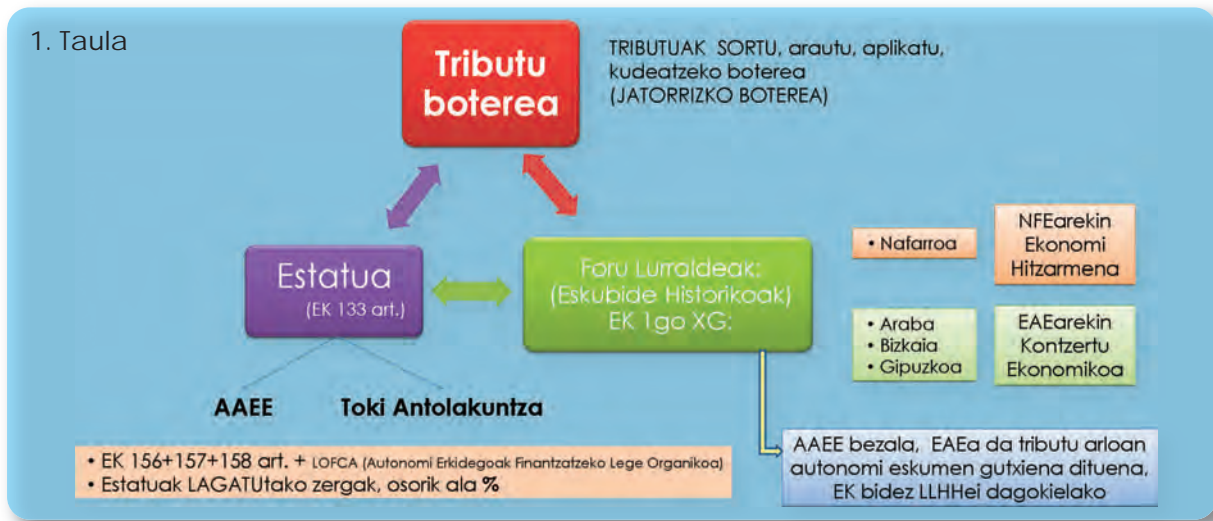 1. Taula
Tributu
boterea
TRIBUTUAK SORTU, arautu, aplikatu,
kudeatzeko boterea
(JATORRIZKO BOTEREA)
Estatua
(EK 133 art.)
Foru Lurraldeak:
(Eskubide Historikoak)
EK 1go XG:
• Nafarroa
NFEarekin
Ekonomi
Hitzarmena
• Araba
• Bizkaia
• Gipuzkoa
EAEarekin
Kontzertu
Ekonomikoa
AAEE
Toki Antolakuntza
• EK 156+157+158 art. + LOFCA (Autonomi Erkidegoak Finantzatzeko Lege Organikoa)
• Estatuak LAGATUtako zergak, osorik ala %
AAEE bezala, EAEa da tributu arloan
autonomi eskumen gutxiena dituena,
EK bidez LLHHei dagokielako